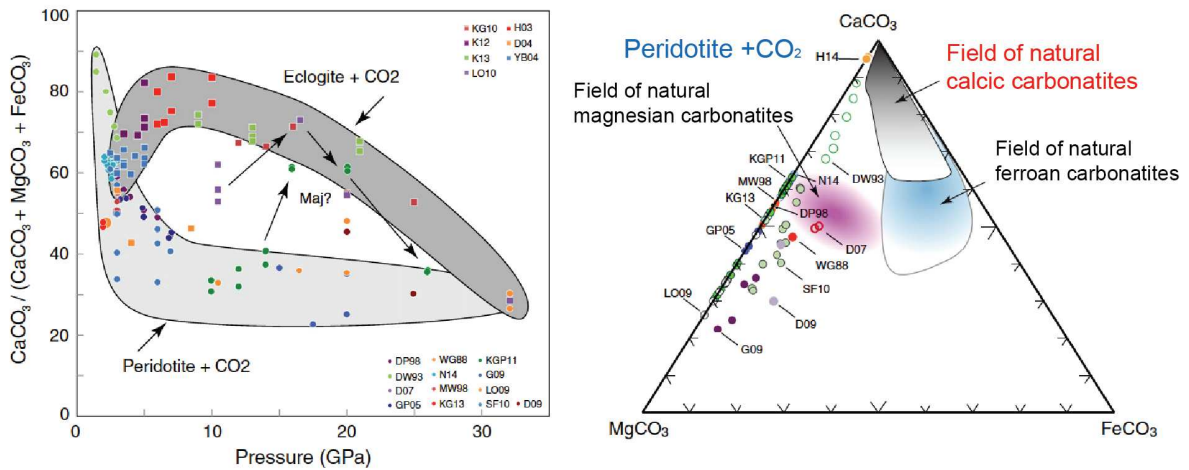 CaCO3 / (CaCO3 + MgCO3 + FeCO3)
100
80
60
40
20
0
0
10
20
30
Pressure (GPa)
KG10
H03
K12
D04
K13
YB04
LO10
Eclogite + CO2
Maj?
Peridotite + CO2
DP98
WG88
KGP11
DW93
N14
G09
D07
MW98
LO09
GP05
KG13
SF10
D09
CaCO3
Peridotite +CO2
H14
Field of natural
calcic carbonatites
Field of natural
magnesian carbonatites
Field of natural
ferroan carbonatites
KGP11
N14
DW93
MW98
KG13
DP98
GP05
D07
WG88
SF10
LO09
D09
G09
MgCO3
FeCO3